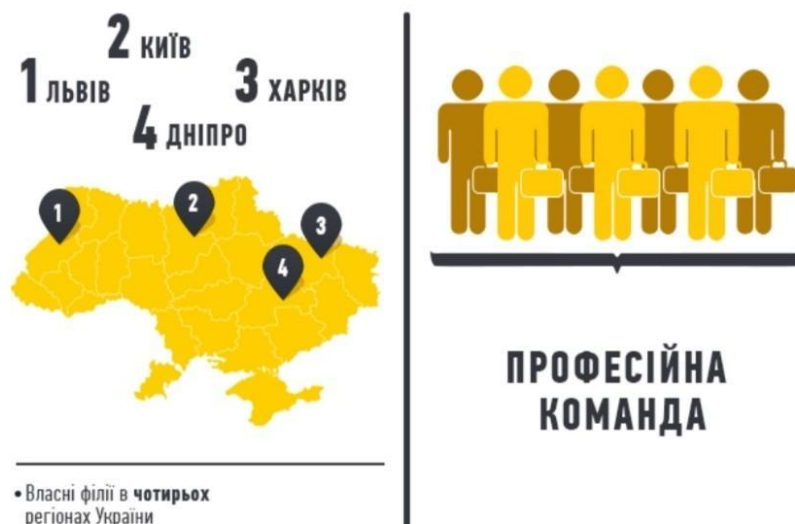 1 ЛЬВІВ
2 КИЇВ
3 ХАРКІВ
4 ДНІПРО
1
2
3
4
• Власні філії в чотирьох
регіонах України
ПРОФЕСІЙНА
КОМАНДА